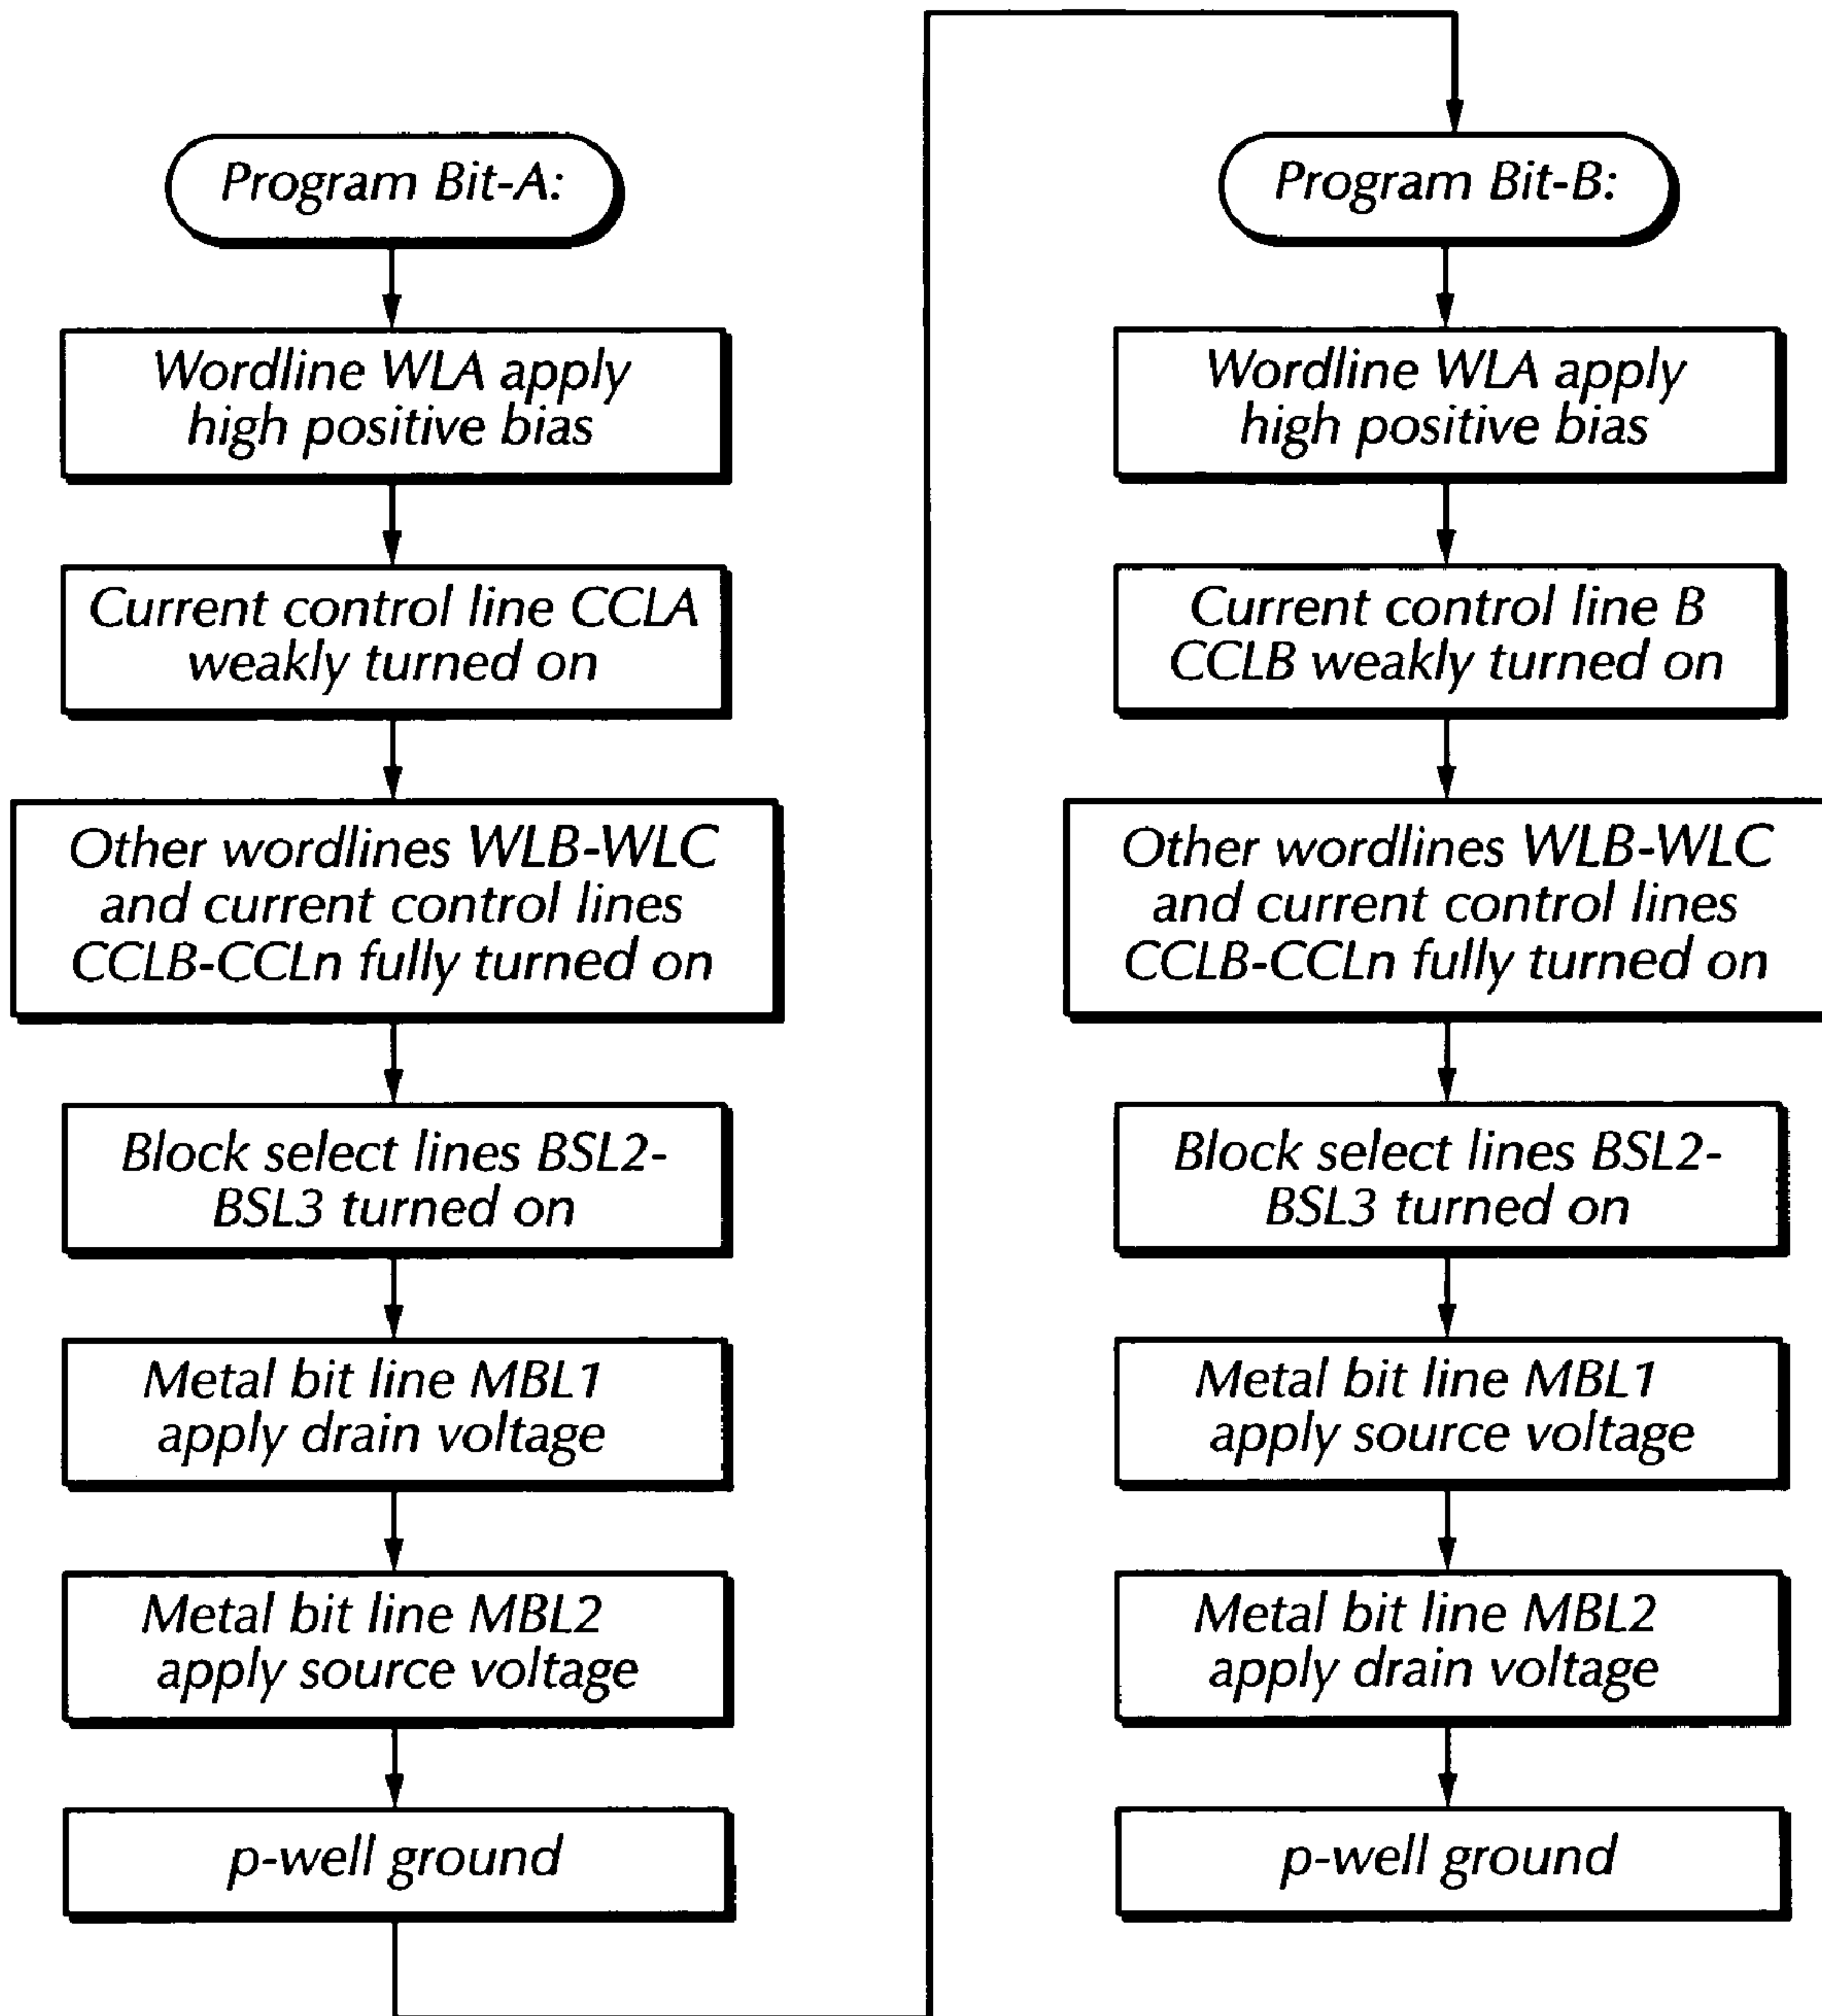 Program Bit-A:
Wordline WLA apply
high positive bias
Current control line CCLA
weakly turned on
Other wordlines WLB-WLC
and current control lines
CCLB-CCLn fully turned on
Block select lines BSL2-
BSL3 turned on
Metal bit line MBL1
apply drain voltage
Metal bit line MBL2
apply source voltage
p-well ground
Program Bit-B:
Wordline WLA apply
high positive bias
Current control line B
CCLB weakly turned on
Other wordlines WLB-WLC
and current control lines
CCLB-CCLn fully turned on
Block select lines BSL2-
BSL3 turned on
Metal bit line MBL1
apply source voltage
Metal bit line MBL2
apply drain voltage
p-well ground